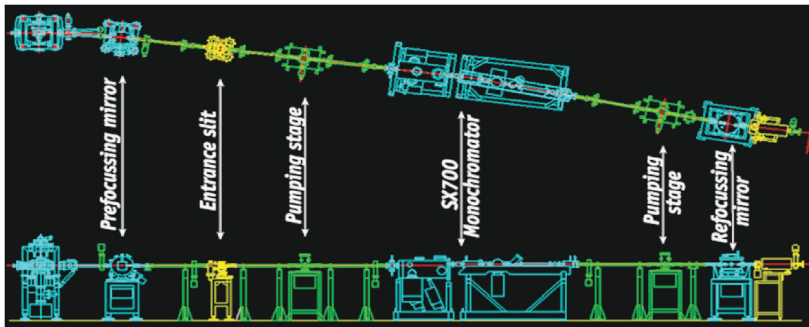 Prefocussing mirror
Entrance slit
Pumping stage
SX700
Monochromator
Pumping
stage
Refocussing
mirror